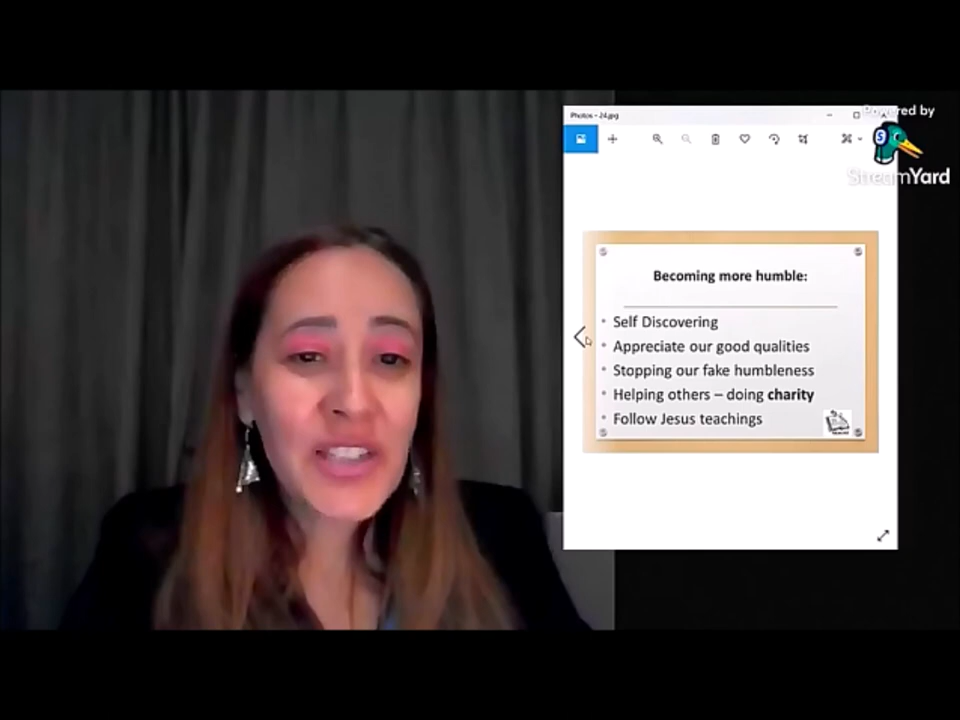 Photos - 24.jpg
Powered by
StreamYard
Becoming more humble:
• Self Discovering
• Appreciate our good qualities
• Stopping our fake humbleness
• Helping others – doing charity
• Follow Jesus teachings